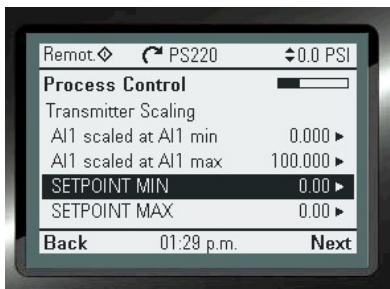 Remot. PS220 0.0 PSI
Process Control
Transmitter Scaling
AI1 scaled at AI1 min 0.000
AI1 scaled at AI1 max 100.000
SETPOINT MIN 0.00
SETPOINT MAX 0.00
Back 01:29 p.m. Next